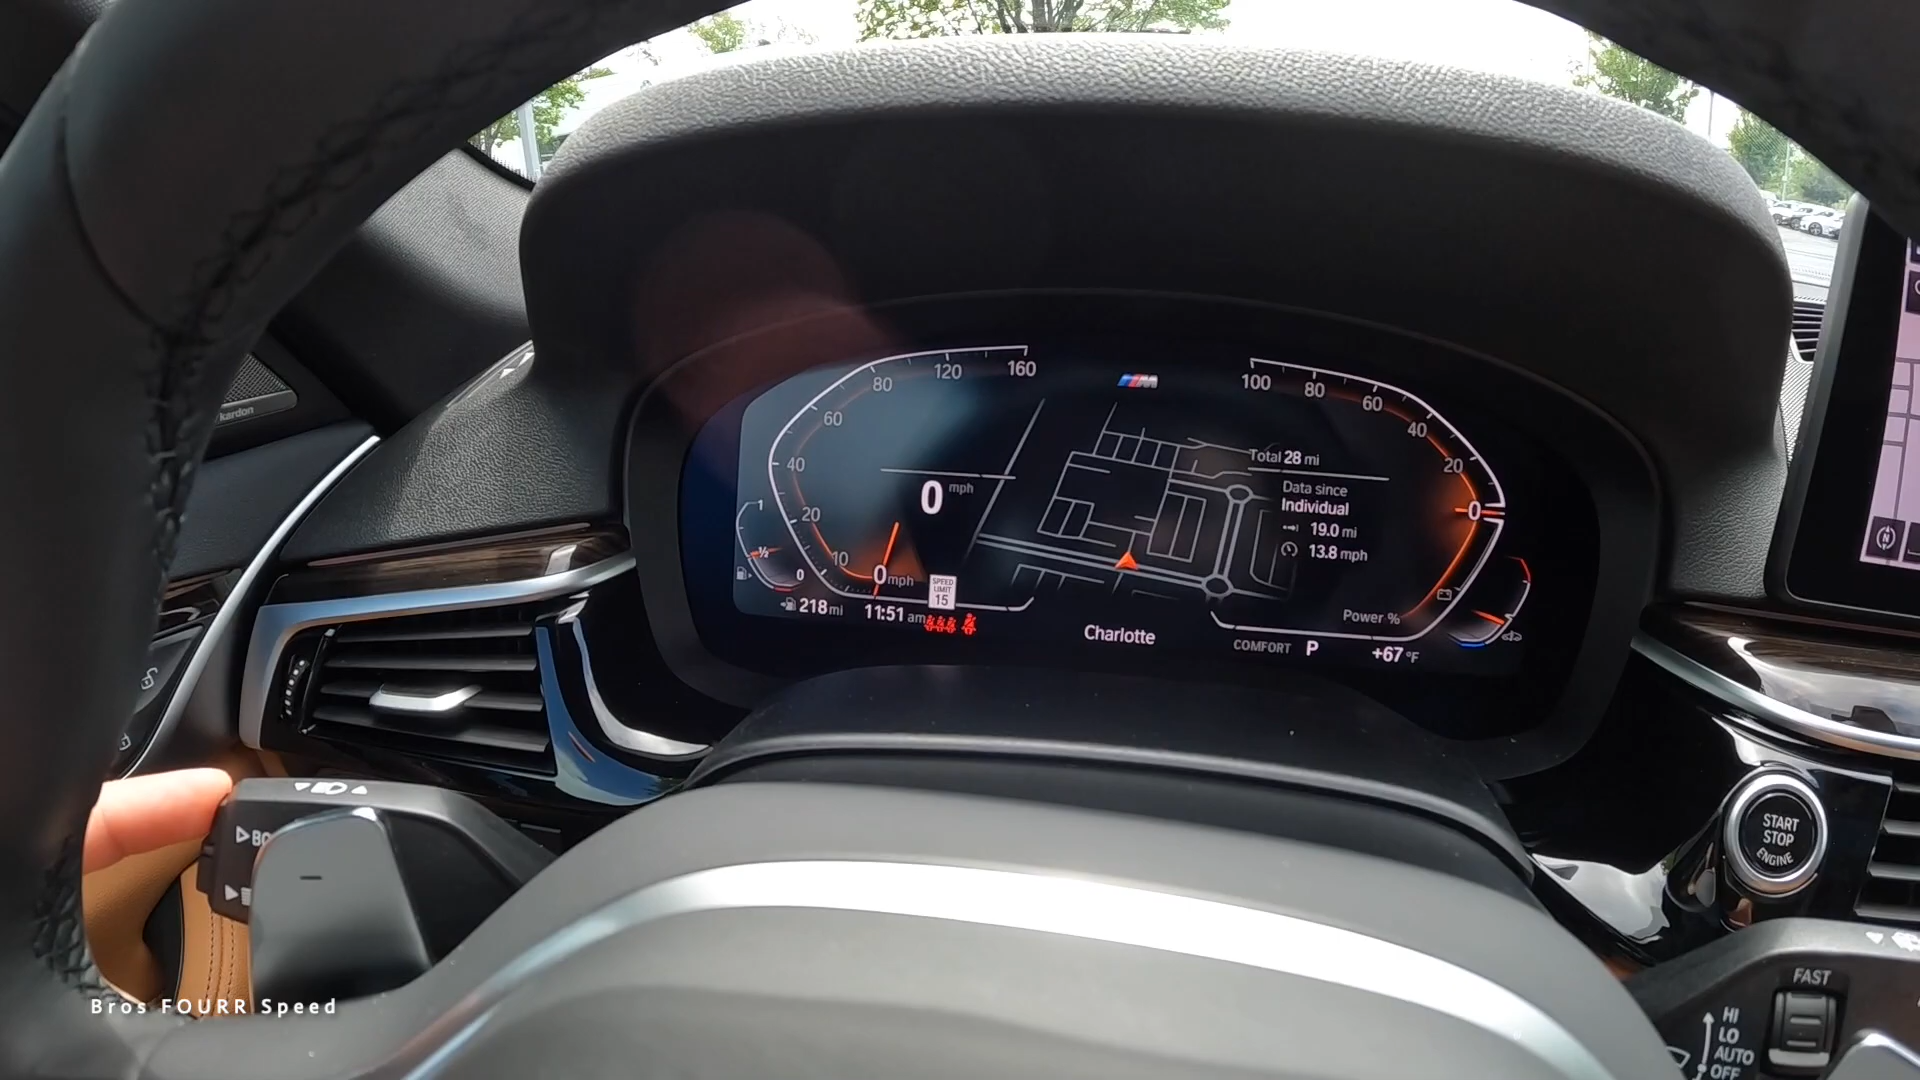 160
120
80
60
40
20
10
0 mph
0 mph
1
1/2
0
218 mi
11:51 am
SPEED
LIMIT
15
M
Charlotte
100
80
60
40
20
0
Total 28 mi
Data since
Individual
19.0 mi
13.8 mph
Power %
COMFORT P
+67 °F
kardon
BC
START
STOP
ENGINE
N
FAST
HI
LO
AUTO
OFF
Bros FOURR Speed